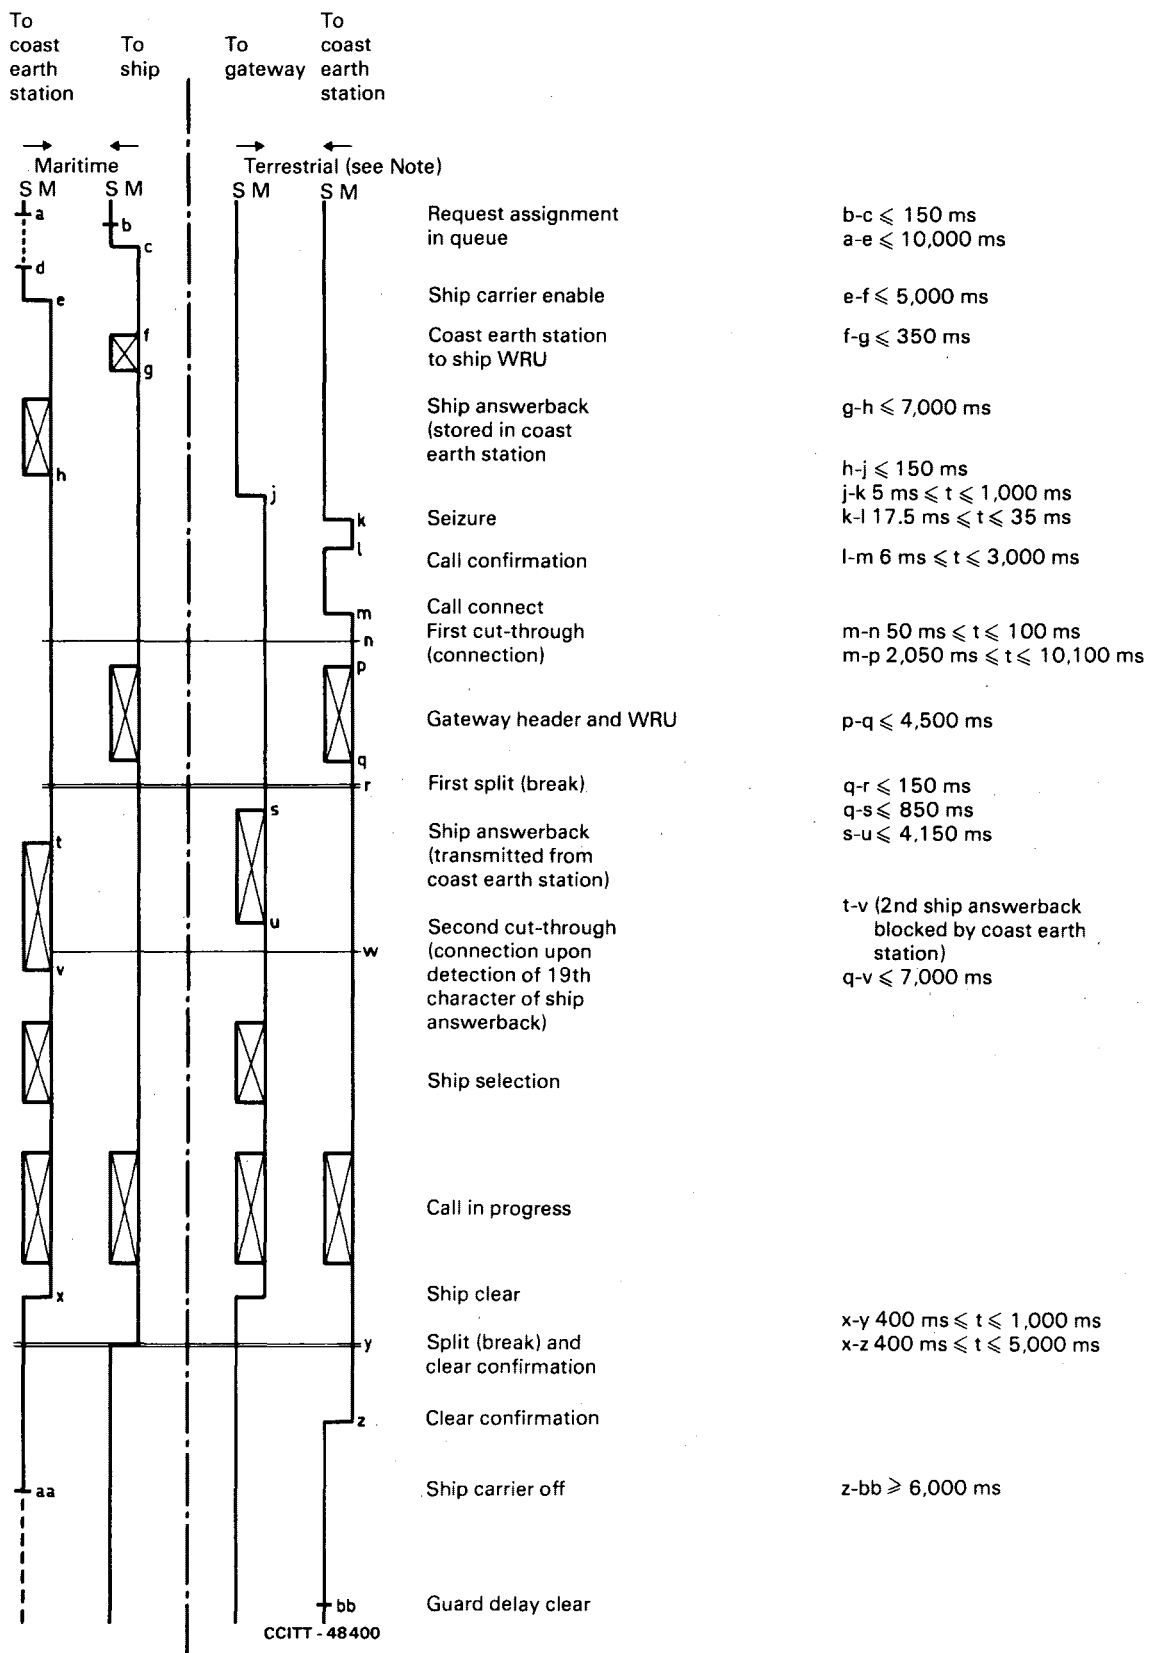 To
coast
earth
station
To
ship
To
gateway
To
coast
earth
station
Maritime
Terrestrial (see Note)
S M
S M
S M
S M
a
b
c
d
e
f
g
h
j
k
l
m
n
p
q
r
s
t
u
w
v
x
y
z
aa
bb
Request assignment
in queue
b-c ⩽ 150 ms
a-e ⩽ 10,000 ms
Ship carrier enable
e-f ⩽ 5,000 ms
Coast earth station
to ship WRU
f-g ⩽ 350 ms
Ship answerback
(stored in coast
earth station
g-h ⩽ 7,000 ms
h-j ⩽ 150 ms
j-k 5 ms ⩽ t ⩽ 1,000 ms
Seizure
k-l 17.5 ms ⩽ t ⩽ 35 ms
Call confirmation
l-m 6 ms ⩽ t ⩽ 3,000 ms
Call connect
First cut-through
(connection)
m-n 50 ms ⩽ t ⩽ 100 ms
m-p 2,050 ms ⩽ t ⩽ 10,100 ms
Gateway header and WRU
p-q ⩽ 4,500 ms
First split (break)
q-r ⩽ 150 ms
q-s ⩽ 850 ms
s-u ⩽ 4,150 ms
Ship answerback
(transmitted from
coast earth station)
t-v (2nd ship answerback
blocked by coast earth
station)
q-v ⩽ 7,000 ms
Second cut-through
(connection upon
detection of 19th
character of ship
answerback)
Ship selection
Call in progress
Ship clear
x-y 400 ms ⩽ t ⩽ 1,000 ms
x-z 400 ms ⩽ t ⩽ 5,000 ms
Split (break) and
clear confirmation
Clear confirmation
Ship carrier off
z-bb ⩾ 6,000 ms
Guard delay clear
CCITT - 48400